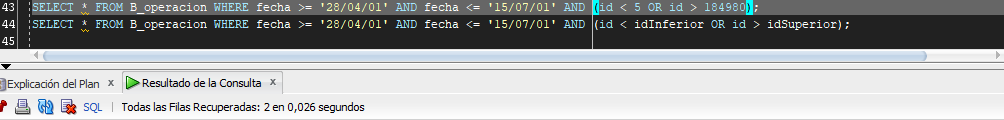 43 SELECT * FROM B_operacion WHERE fecha >= '28/04/01' AND fecha <= '15/07/01' AND (id < 5 OR id > 184980);
44 SELECT * FROM B_operacion WHERE fecha >= '28/04/01' AND fecha <= '15/07/01' AND (id < idInferior OR id > idSuperior);
45
Explicación del Plan x Resultado de la Consulta x
SQL | Todas las Filas Recuperadas: 2 en 0,026 segundos